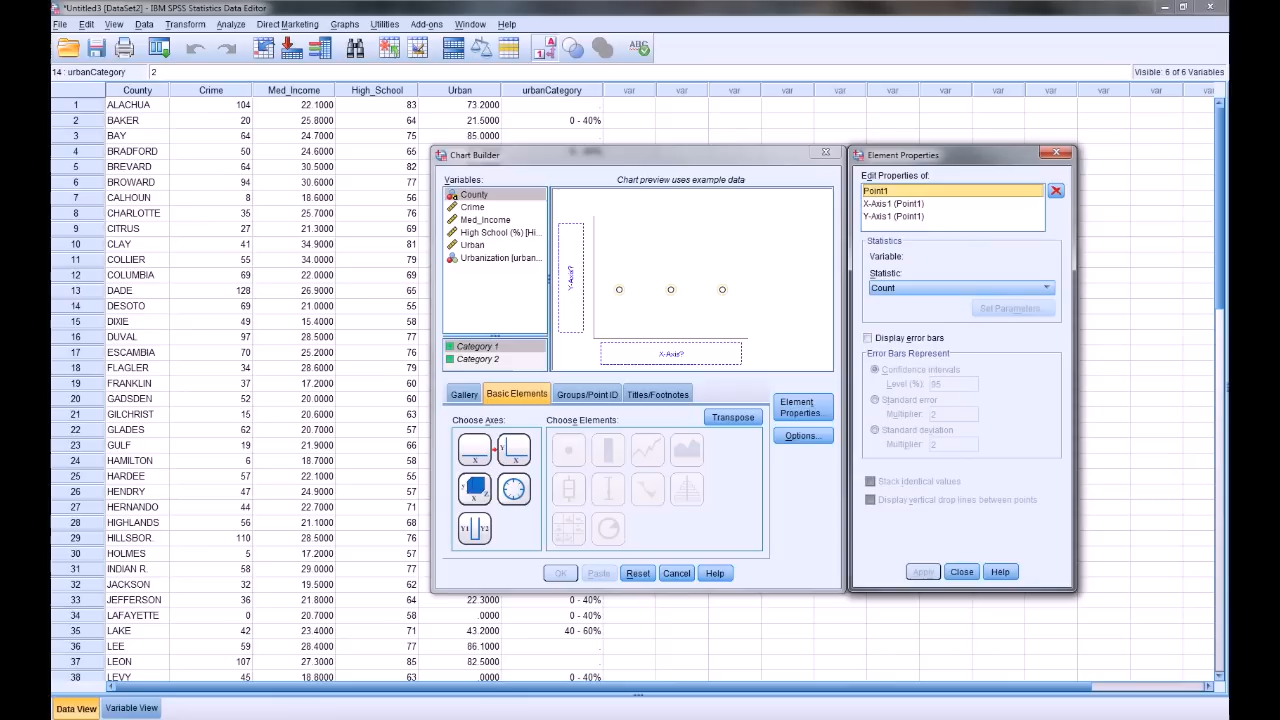 *Untitled3 [DataSet2] - IBM SPSS Statistics Data Editor
File Edit View Data Transform Analyze Direct Marketing Graphs Utilities Add-ons Window Help
14 : urbanCategory 2 Visible: 6 of 6 Variables
County Crime Med_Income High_School Urban urbanCategory var var var var var var var var var var var
1 ALACHUA 104 22.1000 83 73.2000 .
2 BAKER 20 25.8000 64 21.5000 0 - 40%
3 BAY 64 24.7000 75 85.0000 .
4 BRADFORD 50 24.6000 65
5 BREVARD 64 30.5000 82
6 BROWARD 94 30.6000 77
7 CALHOUN 8 18.6000 56
8 CHARLOTTE 35 25.7000 76
9 CITRUS 27 21.3000 69
10 CLAY 41 34.9000 81
11 COLLIER 55 34.0000 79
12 COLUMBIA 69 22.0000 69
13 DADE 128 26.9000 65
14 DESOTO 69 21.0000 55
15 DIXIE 49 15.4000 58
16 DUVAL 97 28.5000 77
17 ESCAMBIA 70 25.2000 76
18 FLAGLER 34 28.6000 79
19 FRANKLIN 37 17.2000 60
20 GADSDEN 52 20.0000 60
21 GILCHRIST 15 20.6000 63
22 GLADES 62 20.7000 57
23 GULF 19 21.9000 66
24 HAMILTON 6 18.7000 58
25 HARDEE 57 22.1000 55
26 HENDRY 47 24.9000 57
27 HERNANDO 44 22.7000 71
28 HIGHLANDS 56 21.1000 68
29 HILLSBOR. 110 28.5000 76
30 HOLMES 5 17.2000 57
31 INDIAN R. 58 29.0000 77
32 JACKSON 32 19.5000 62
33 JEFFERSON 36 21.8000 64 22.3000 0 - 40%
34 LAFAYETTE 0 20.7000 58 .0000 0 - 40%
35 LAKE 42 23.4000 71 43.2000 40 - 60%
36 LEE 59 28.4000 77 86.1000 .
37 LEON 107 27.3000 85 82.5000 .
38 LEVY 45 18.8000 63 .0000 0 - 40%
Data View Variable View
Chart Builder
Variables: Chart preview uses example data
County
Crime
Med_Income
High School (%) [Hi...
Urban
Urbanization [urban...
Category 1
Category 2
Y-Axis?
X-Axis?
Gallery Basic Elements Groups/Point ID Titles/Footnotes
Choose Axes: Choose Elements: Transpose
X Y X
Y X Z
Y1 Y2
Element
Properties...
Options...
OK Paste Reset Cancel Help
Element Properties
Edit Properties of:
Point1
X-Axis1 (Point1)
Y-Axis1 (Point1)
Statistics
Variable:
Statistic:
Count
Set Parameters...
Display error bars
Error Bars Represent
Confidence intervals
Level (%): 95
Standard error
Multiplier: 2
Standard deviation
Multiplier: 2
Stack identical values
Display vertical drop lines between points
Apply Close Help